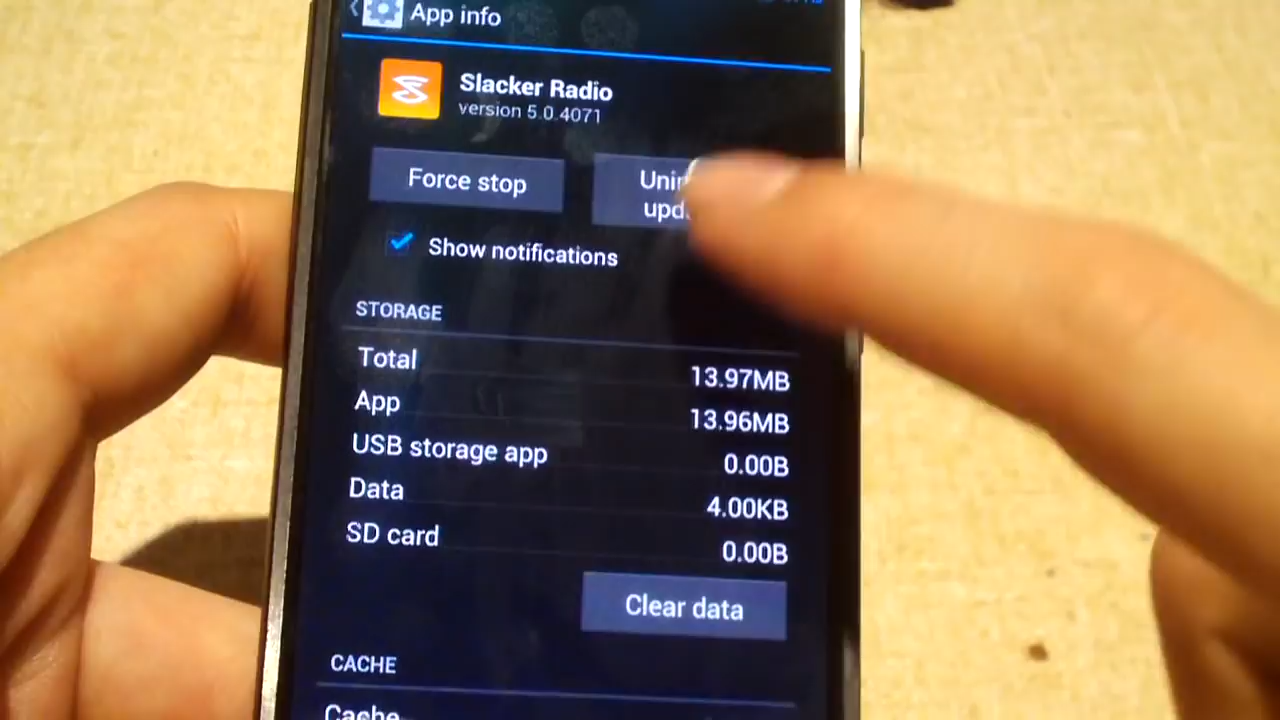 App info
Slacker Radio
version 5.0.4071
Force stop
Show notifications
STORAGE
Total 13.97MB
App 13.96MB
USB storage app 0.00B
Data 4.00KB
SD card 0.00B
Clear data
CACHE
Cache